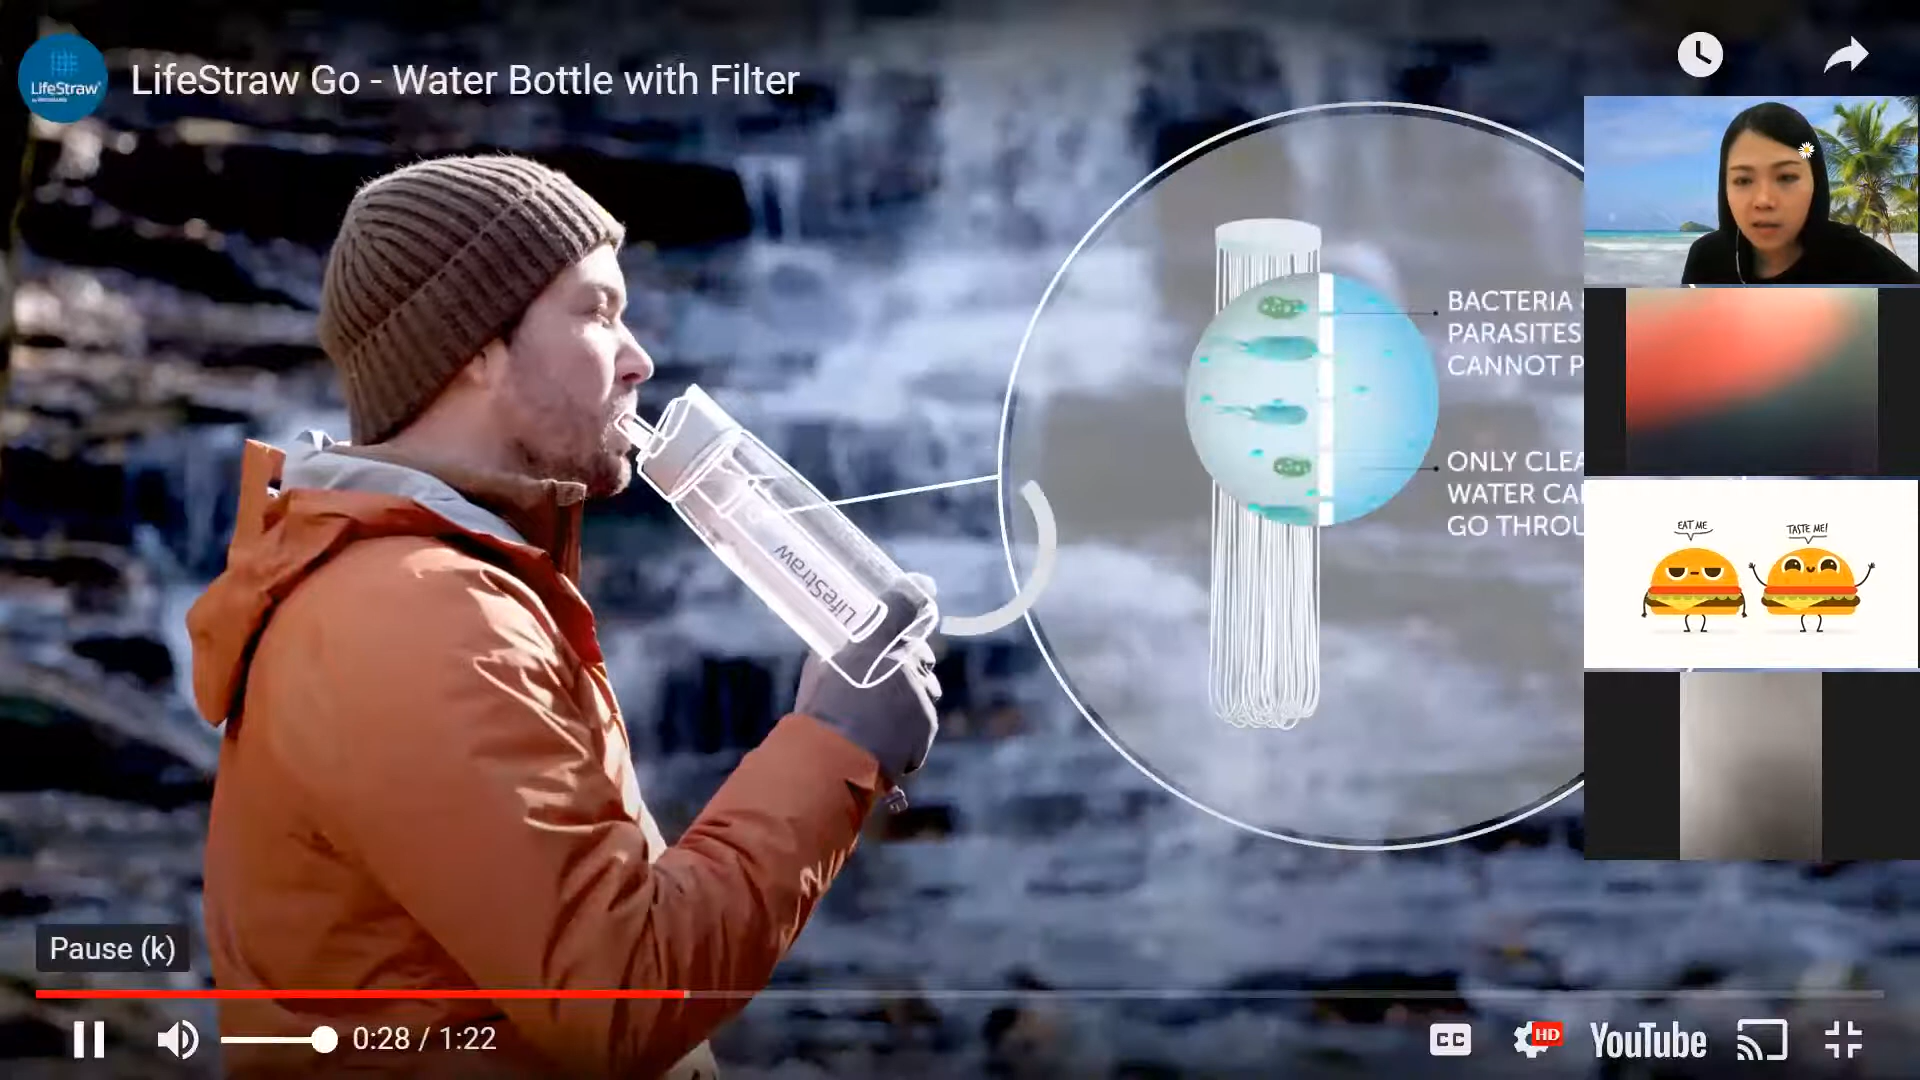 LifeStraw
LifeStraw Go - Water Bottle with Filter
BACTERIA
PARASITES
CANNOT P
ONLY CLEA
WATER CA
GO THROU
LifeStraw
EAT ME
TASTE ME!
Pause (k)
0:28 / 1:22
CC
HD
YouTube